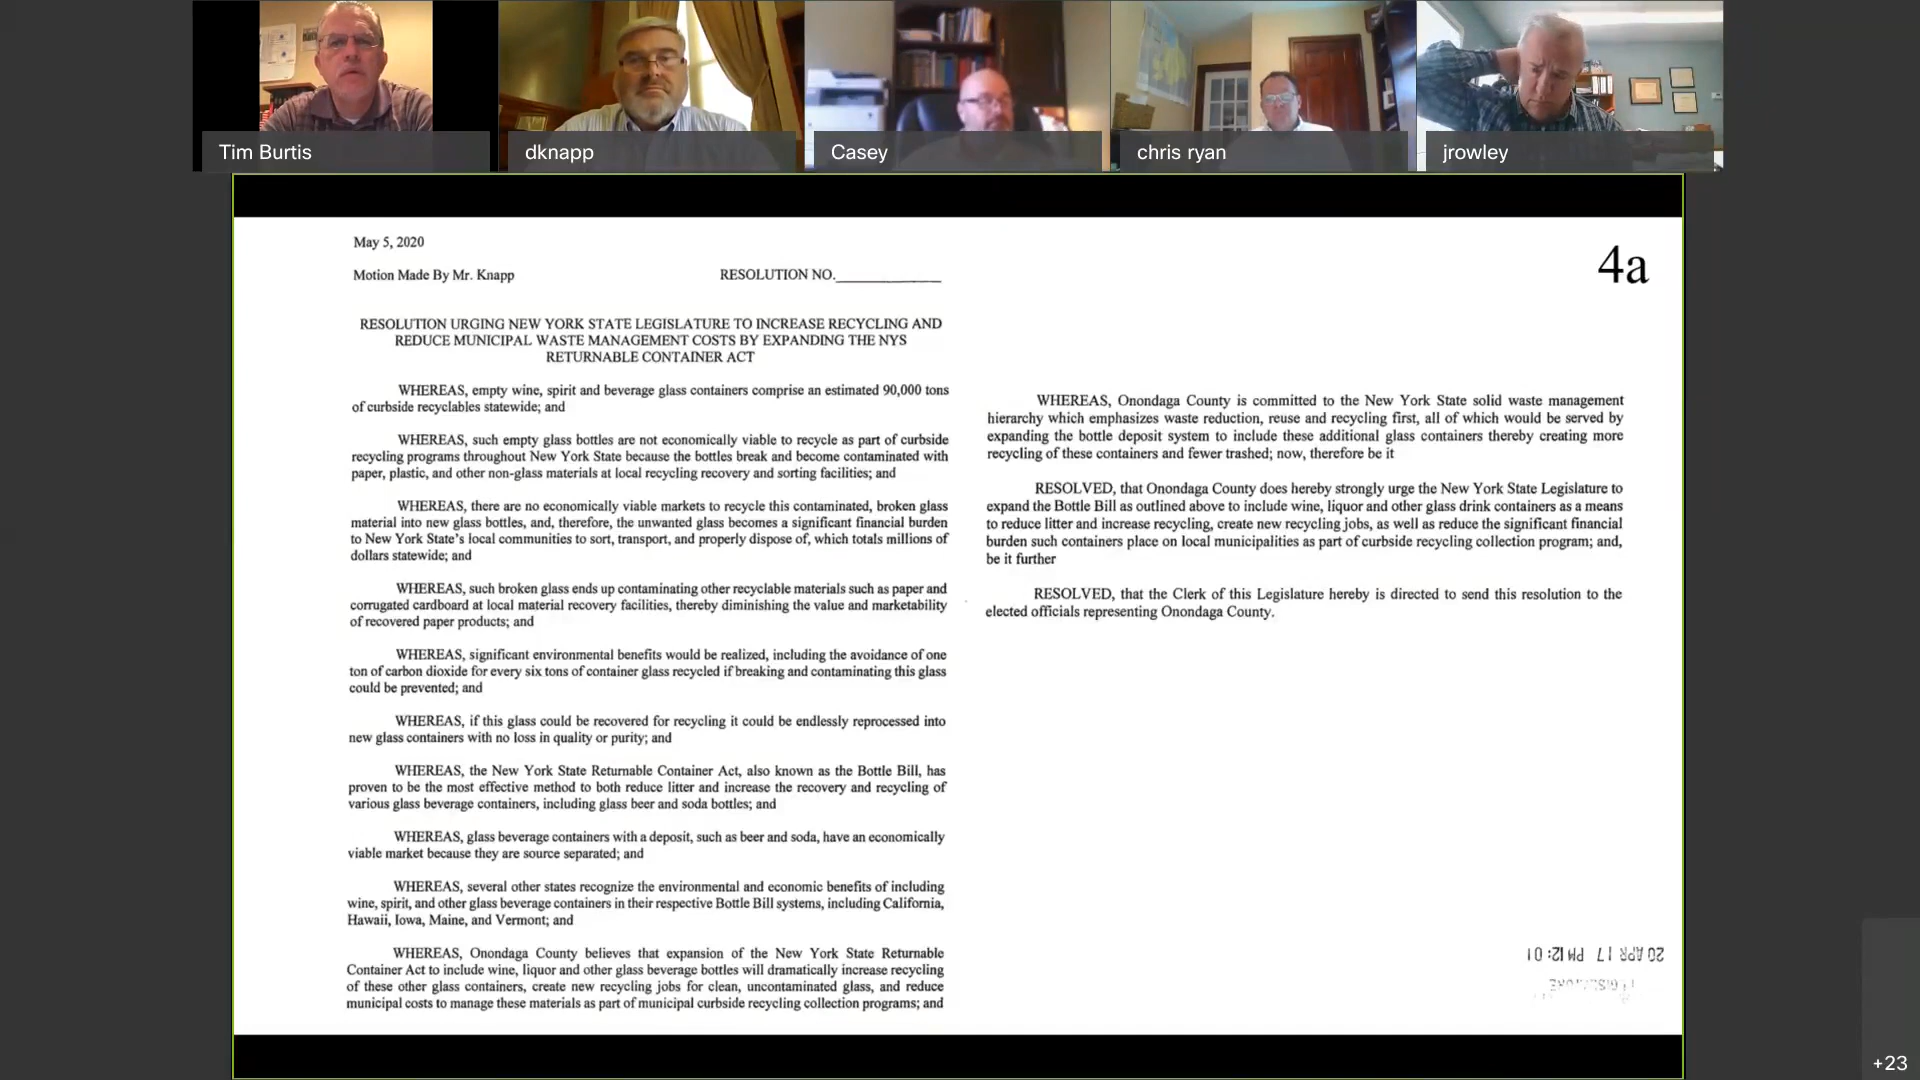 Tim Burtis
dknapp
Casey
chris ryan
jrowley
May 5, 2020
4a
Motion Made By Mr. Knapp
RESOLUTION NO.____________
RESOLUTION URGING NEW YORK STATE LEGISLATURE TO INCREASE RECYCLING AND
REDUCE MUNICIPAL WASTE MANAGEMENT COSTS BY EXPANDING THE NYS
RETURNABLE CONTAINER ACT
WHEREAS, empty wine, spirit and beverage glass containers comprise an estimated 90,000 tons
of curbside recyclables statewide; and
WHEREAS, such empty glass bottles are not economically viable to recycle as part of curbside
recycling programs throughout New York State because the bottles break and become contaminated with
paper, plastic, and other non-glass materials at local recycling recovery and sorting facilities; and
WHEREAS, there are no economically viable markets to recycle this contaminated, broken glass
material into new glass bottles, and, therefore, the unwanted glass becomes a significant financial burden
to New York State's local communities to sort, transport, and properly dispose of, which totals millions of
dollars statewide; and
WHEREAS, such broken glass ends up contaminating other recyclable materials such as paper and
corrugated cardboard at local material recovery facilities, thereby diminishing the value and marketability
of recovered paper products; and
WHEREAS, significant environmental benefits would be realized, including the avoidance of one
ton of carbon dioxide for every six tons of container glass recycled if breaking and contaminating this glass
could be prevented; and
WHEREAS, if this glass could be recovered for recycling it could be endlessly reprocessed into
new glass containers with no loss in quality or purity; and
WHEREAS, the New York State Returnable Container Act, also known as the Bottle Bill, has
proven to be the most effective method to both reduce litter and increase the recovery and recycling of
various glass beverage containers, including glass beer and soda bottles; and
WHEREAS, glass beverage containers with a deposit, such as beer and soda, have an economically
viable market because they are source separated; and
WHEREAS, several other states recognize the environmental and economic benefits of including
wine, spirit, and other glass beverage containers in their respective Bottle Bill systems, including California,
Hawaii, Iowa, Maine, and Vermont; and
WHEREAS, Onondaga County believes that expansion of the New York State Returnable
Container Act to include wine, liquor and other glass beverage bottles will dramatically increase recycling
of these other glass containers, create new recycling jobs for clean, uncontaminated glass, and reduce
municipal costs to manage these materials as part of municipal curbside recycling collection programs; and
WHEREAS, Onondaga County is committed to the New York State solid waste management
hierarchy which emphasizes waste reduction, reuse and recycling first, all of which would be served by
expanding the bottle deposit system to include these additional glass containers thereby creating more
recycling of these containers and fewer trashed; now, therefore be it
RESOLVED, that Onondaga County does hereby strongly urge the New York State Legislature to
expand the Bottle Bill as outlined above to include wine, liquor and other glass drink containers as a means
to reduce litter and increase recycling, create new recycling jobs, as well as reduce the significant financial
burden such containers place on local municipalities as part of curbside recycling collection program; and,
be it further
RESOLVED, that the Clerk of this Legislature hereby is directed to send this resolution to the
elected officials representing Onondaga County.
20 APR 17 PM 12:01
+23